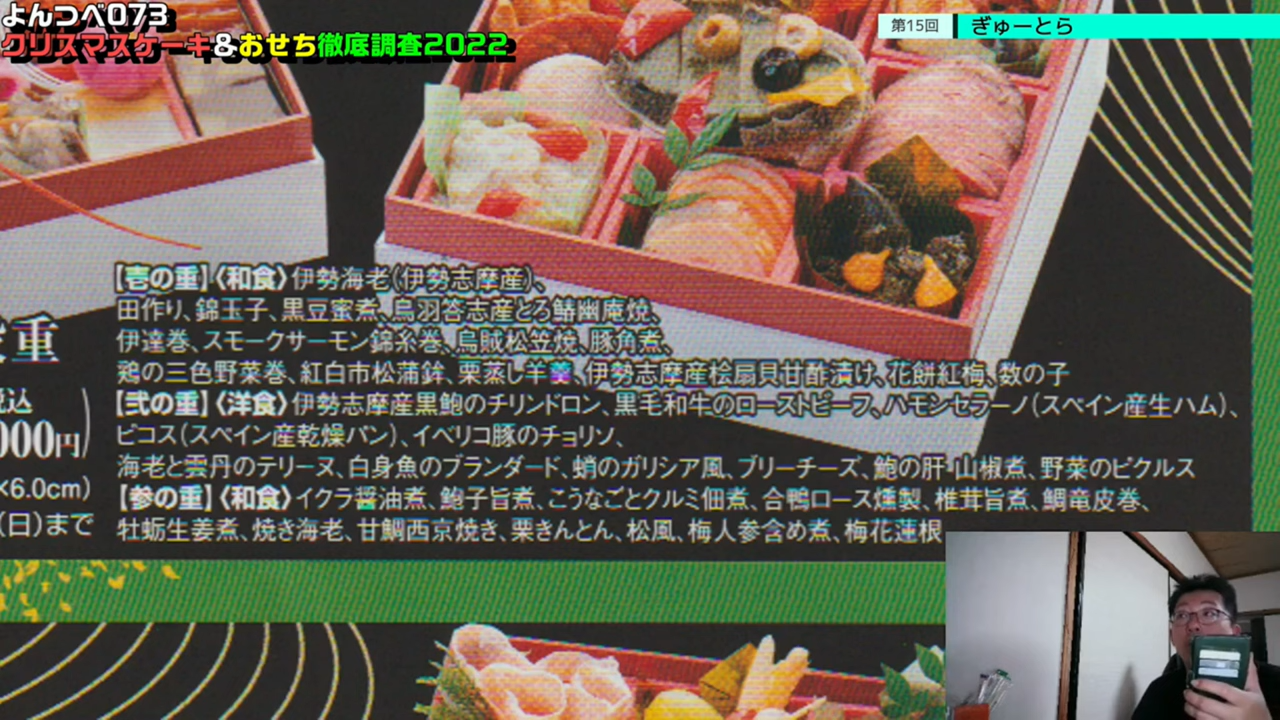 よんつべ073
クリスマスケーキ&おせち徹底調査2022
第15回
ぎゅーとら
【壱の重】〈和食〉伊勢海老(伊勢志摩産)、
田作り、錦玉子、黒豆蜜煮、鳥羽答志産とろ鰆幽庵焼、
伊達巻、スモークサーモン錦糸巻、烏賊松笠焼、豚角煮、
鶏の三色野菜巻、紅白市松蒲鉾、栗蒸し羊羹、伊勢志摩産桧扇貝甘酢漬け、花餅紅梅、数の子
【弐の重】〈洋食〉伊勢志摩産黒鮑のチリンドロン、黒毛和牛のローストビーフ、ハモンセラーノ(スペイン産生ハム)、
ピコス(スペイン産乾燥パン)、イベリコ豚のチョリソ、
海老と雲丹のテリーヌ、白身魚のブランダード、蛸のガリシア風、ブリーチーズ、鮑の肝 山椒煮、野菜のピクルス
【参の重】〈和食〉イクラ醤油煮、鮑子旨煮、こうなごとクルミ佃煮、合鴨ロース燻製、椎茸旨煮、鯛竜皮巻、
牡蛎生姜煮、焼き海老、甘鯛西京焼き、栗きんとん、松風、梅人参含め煮、梅花蓮根
重
税込
000円
×6.0cm)
(日)まで